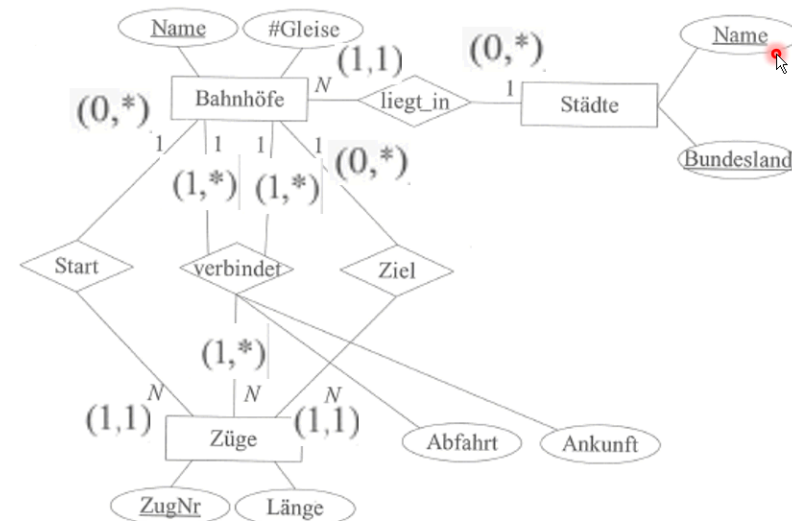 Name
#Gleise
Name
(1,1)
(0,*)
N
1
Bahnhöfe
liegt_in
Städte
(0,*)
1
1
1
1
(0,*)
Bundesland
(1,*)
(1,*)
Start
verbindet
Ziel
(1,*)
N
N
N
(1,1)
(1,1)
Züge
Abfahrt
Ankunft
ZugNr
Länge